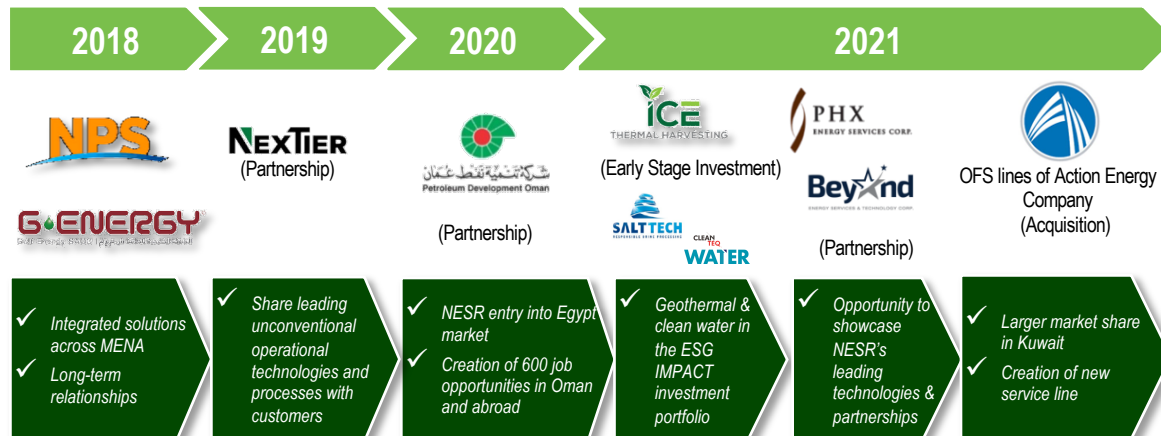 2018
2019
2020
2021
NPS
G ENERGY
NEXTIER
(Partnership)
شركة تنمية نفط عمان
Petroleum Development Oman
(Partnership)
ICE
THERMAL HARVESTING
(Early Stage Investment)
SALTTECH
RESPONSIBLE BRINE PROCESSING
CLEAN
TEQ
WATER
PHX
ENERGY SERVICES CORP.
Beyond
ENERGY SERVICES & TECHNOLOGY CORP.
(Partnership)
OFS lines of Action Energy
Company
(Acquisition)
✓ Integrated solutions
across MENA
✓ Long-term
relationships
✓ Share leading
unconventional
operational
technologies and
processes with
customers
✓ NESR entry into Egypt
market
✓ Creation of 600 job
opportunities in Oman
and abroad
✓ Geothermal &
clean water in
the ESG
IMPACT
investment
portfolio
✓ Opportunity to
showcase
NESR's
leading
technologies &
partnerships
✓ Larger market share
in Kuwait
✓ Creation of new
service line